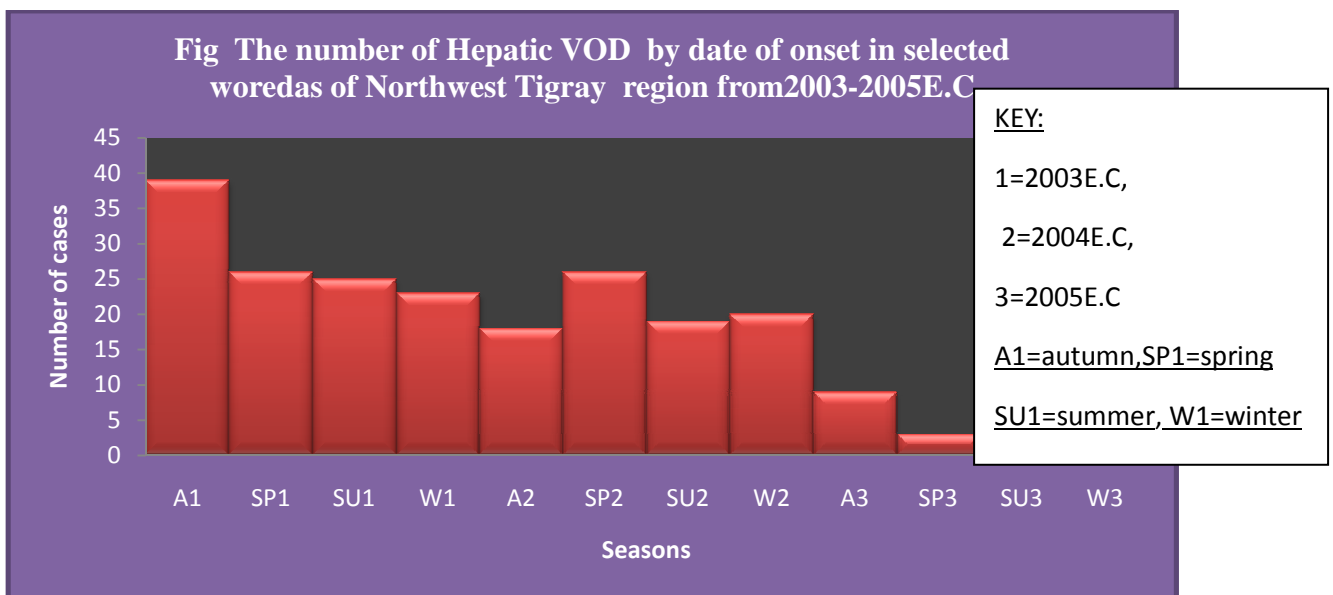 Fig The number of Hepatic VOD by date of onset in selected
woredas of Northwest Tigray region from2003-2005E.C
KEY:
1=2003E.C,
2=2004E.C,
3=2005E.C
A1=autumn,SP1=spring
SU1=summer, W1=winter
Number of cases
45
40
35
30
25
20
15
10
5
0
A1 SP1 SU1 W1 A2 SP2 SU2 W2 A3 SP3 SU3 W3
Seasons